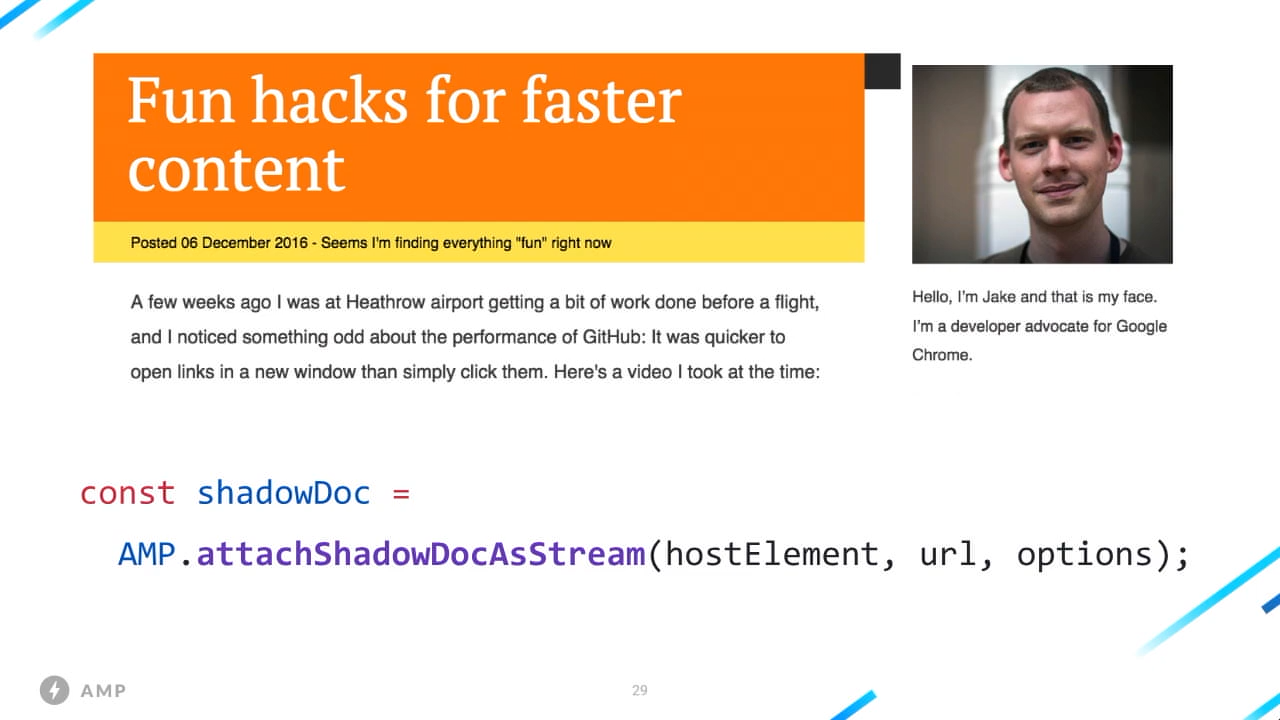 Fun hacks for faster
content
Posted 06 December 2016 - Seems I'm finding everything "fun" right now
A few weeks ago I was at Heathrow airport getting a bit of work done before a flight,
and I noticed something odd about the performance of GitHub: It was quicker to
open links in a new window than simply click them. Here's a video I took at the time:
Hello, I'm Jake and that is my face.
I'm a developer advocate for Google
Chrome.
const shadowDoc =
AMP.attachShadowDocAsStream(hostElement, url, options);
AMP
29